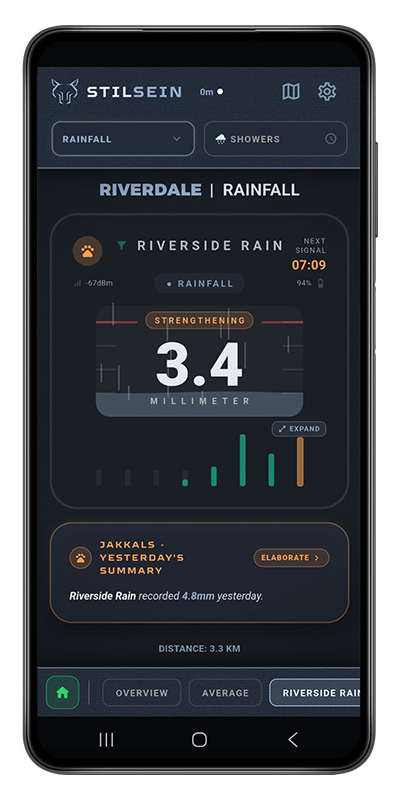 STILSEIN 0m
RAINFALL
SHOWERS
RIVERDALE | RAINFALL
RIVERSIDE RAIN
NEXT
SIGNAL
07:09
-67dBm
94%
RAINFALL
STRENGTHENING
3.4
MILLIMETER
EXPAND
JAKKALS ·
YESTERDAY'S
SUMMARY
ELABORATE >
Riverside Rain recorded 4.8mm yesterday.
DISTANCE: 3.3 KM
OVERVIEW
AVERAGE
RIVERSIDE RAIN